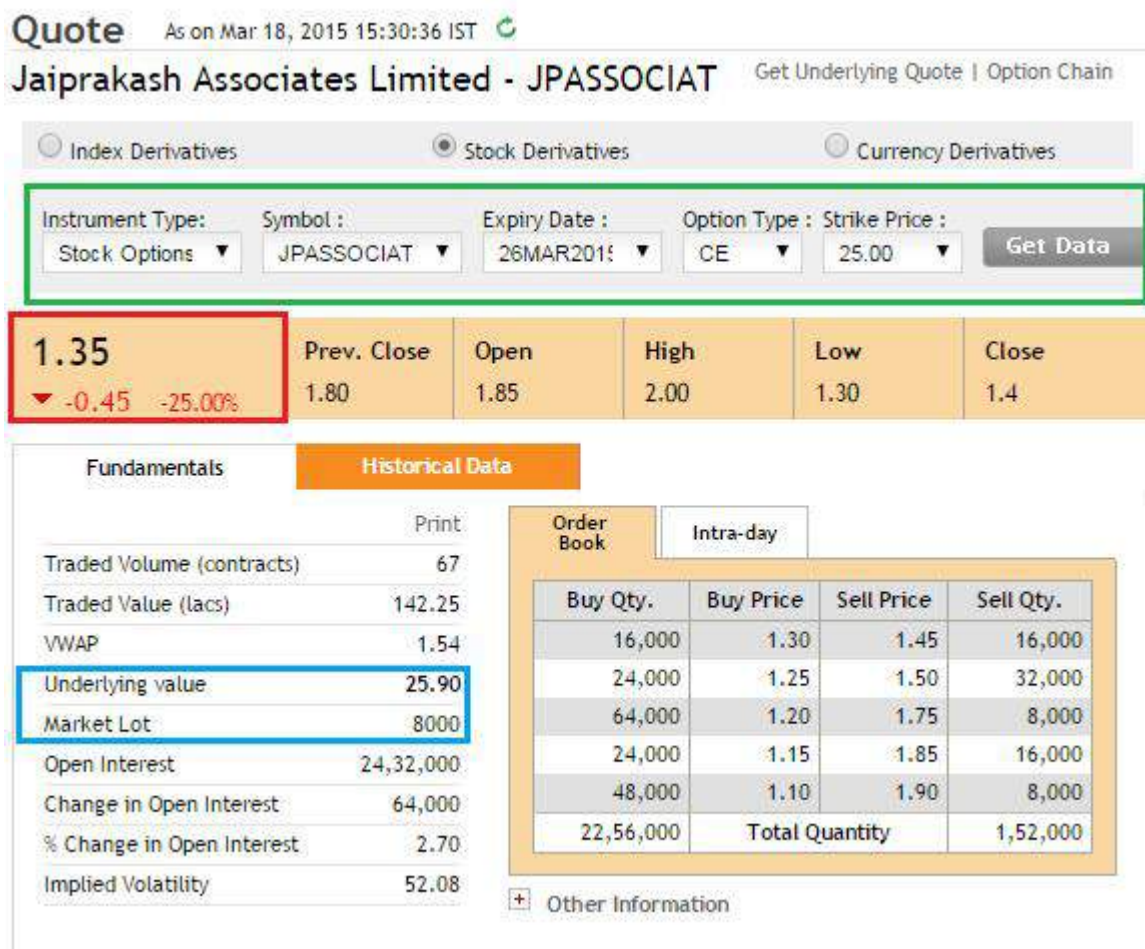 Quote As on Mar 18, 2015 15:30:36 IST
Jaiprakash Associates Limited - JPASSOCIAT Get Underlying Quote | Option Chain
Index Derivatives Stock Derivatives Currency Derivatives
Instrument Type: Symbol : Expiry Date : Option Type : Strike Price :
Stock Options ▼ JPASSOCIAT ▼ 26MAR2015 ▼ CE ▼ 25.00 ▼ Get Data
1.35 Prev. Close Open High Low Close
▼ -0.45 -25.00% 1.80 1.85 2.00 1.30 1.4
Fundamentals Historical Data
Print
Traded Volume (contracts) 67
Traded Value (lacs) 142.25
VWAP 1.54
Underlying value 25.90
Market Lot 8000
Open Interest 24,32,000
Change in Open Interest 64,000
% Change in Open Interest 2.70
Implied Volatility 52.08
Order
Book
Intra-day
Buy Qty. Buy Price Sell Price Sell Qty.
16,000 1.30 1.45 16,000
24,000 1.25 1.50 32,000
64,000 1.20 1.75 8,000
24,000 1.15 1.85 16,000
48,000 1.10 1.90 8,000
22,56,000 Total Quantity 1,52,000
+ Other Information